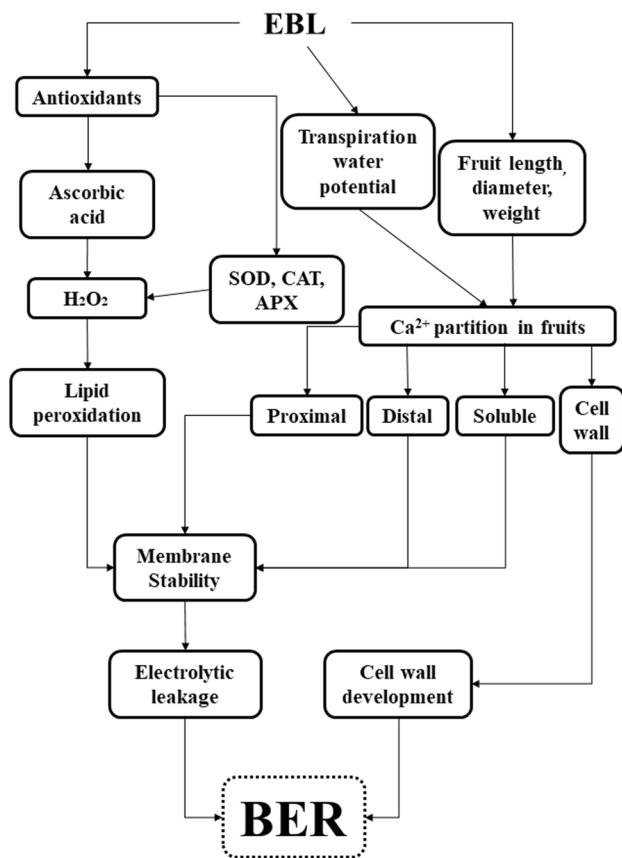 EBL
Antioxidants
Transpiration
water
potential
Fruit length,
diameter,
weight
Ascorbic
acid
H₂O₂
SOD, CAT,
APX
Ca²⁺ partition in fruits
Lipid
peroxidation
Proximal
Distal
Soluble
Cell
wall
Membrane
Stability
Electrolytic
leakage
Cell wall
development
BER